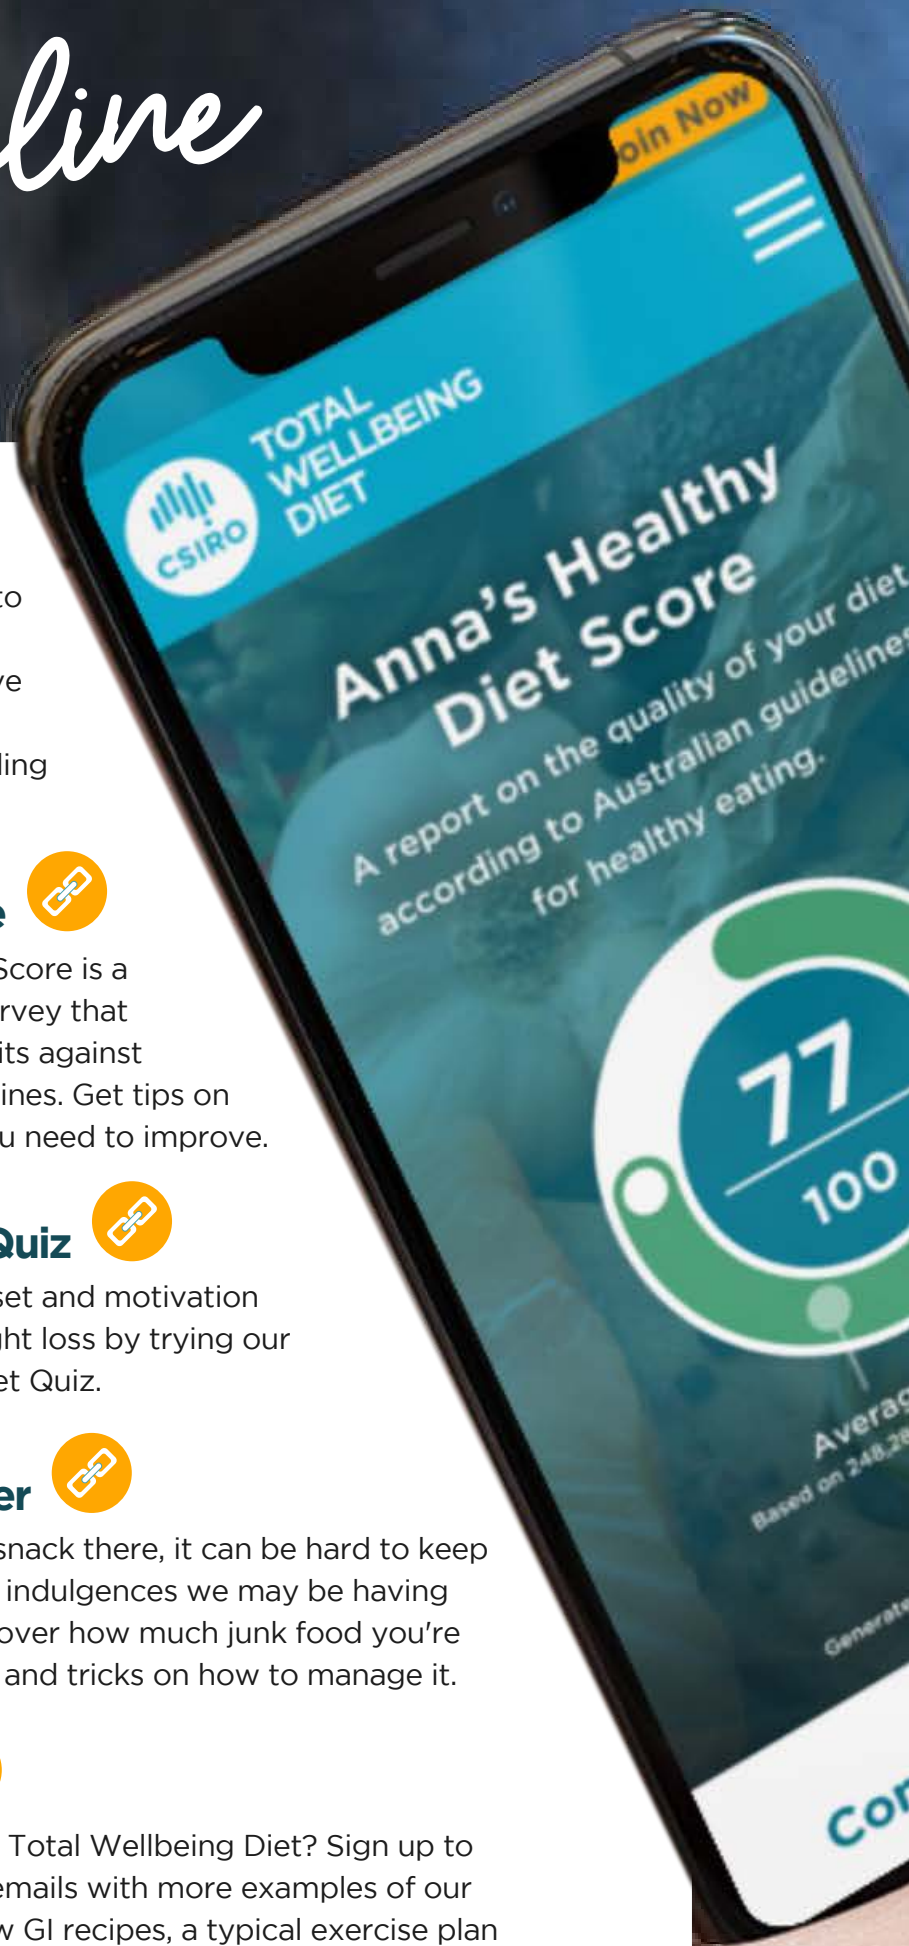 line
to
ve
ling
e
Score is a
rvey that
its against
ines. Get tips on
u need to improve.
Quiz
set and motivation
ght loss by trying our
et Quiz.
er
snack there, it can be hard to keep
indulgences we may be having
over how much junk food you're
and tricks on how to manage it.
Total Wellbeing Diet? Sign up to
emails with more examples of our
w GI recipes, a typical exercise plan
oin Now
CSIRO
TOTAL
WELLBEING
DIET
Anna's Healthy
Diet Score
A report on the quality of your diet
according to Australian guidelines
for healthy eating.
77
100
Averag
Based on 248,28
Generate
Con